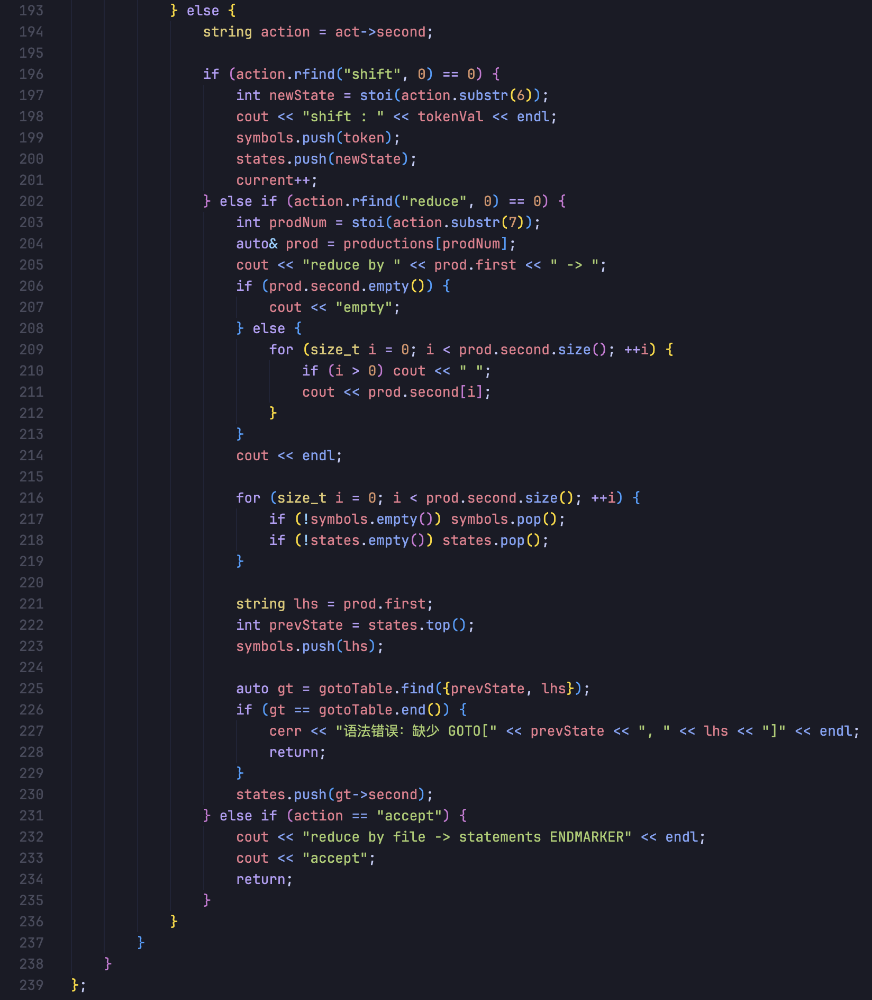 193 } else {
194 string action = act->second;
195
196 if (action.rfind("shift", 0) == 0) {
197 int newState = stoi(action.substr(6));
198 cout << "shift : " << tokenVal << endl;
199 symbols.push(token);
200 states.push(newState);
201 current++;
202 } else if (action.rfind("reduce", 0) == 0) {
203 int prodNum = stoi(action.substr(7));
204 auto& prod = productions[prodNum];
205 cout << "reduce by " << prod.first << " -> ";
206 if (prod.second.empty()) {
207 cout << "empty";
208 } else {
209 for (size_t i = 0; i < prod.second.size(); ++i) {
210 if (i > 0) cout << " ";
211 cout << prod.second[i];
212 }
213 }
214 cout << endl;
215
216 for (size_t i = 0; i < prod.second.size(); ++i) {
217 if (!symbols.empty()) symbols.pop();
218 if (!states.empty()) states.pop();
219 }
220
221 string lhs = prod.first;
222 int prevState = states.top();
223 symbols.push(lhs);
224
225 auto gt = gotoTable.find({prevState, lhs});
226 if (gt == gotoTable.end()) {
227 cerr << "语法错误：缺少 GOTO[" << prevState << ", " << lhs << "]" << endl;
228 return;
229 }
230 states.push(gt->second);
231 } else if (action == "accept") {
232 cout << "reduce by file -> statements ENDMARKER" << endl;
233 cout << "accept";
234 return;
235 }
236 }
237 }
238 }
239 };